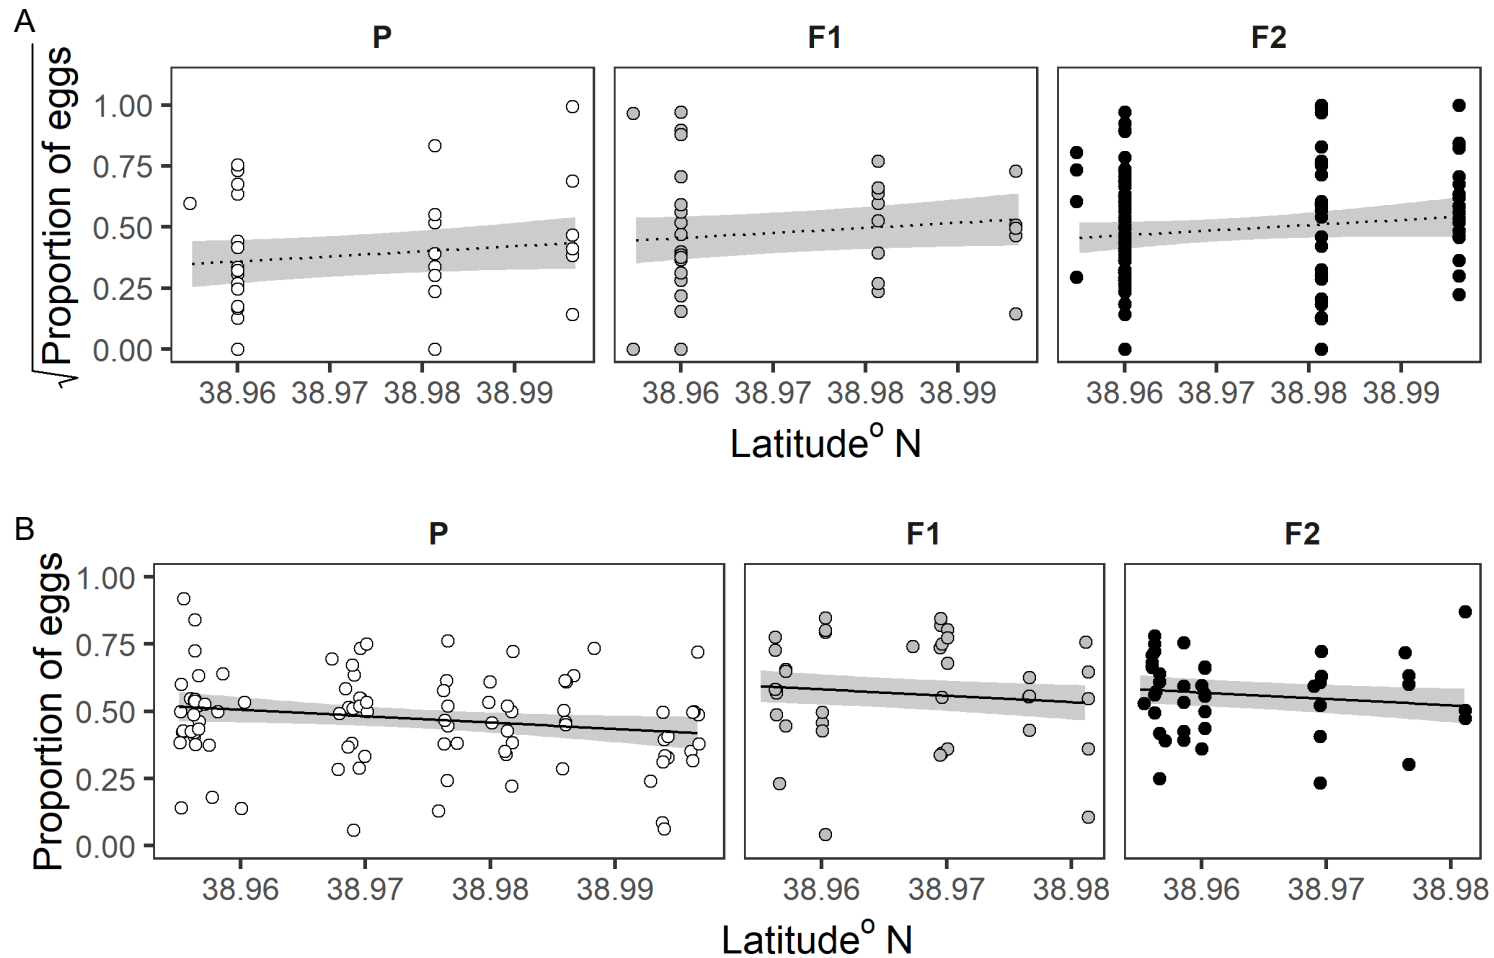 A
P F1 F2
√Proportion of eggs
1.00
0.75
0.50
0.25
0.00
38.96 38.97 38.98 38.99 38.96 38.97 38.98 38.99 38.96 38.97 38.98 38.99
Latitude° N
B
P F1 F2
Proportion of eggs
1.00
0.75
0.50
0.25
0.00
38.96 38.97 38.98 38.99 38.96 38.97 38.98 38.96 38.97 38.98
Latitude° N